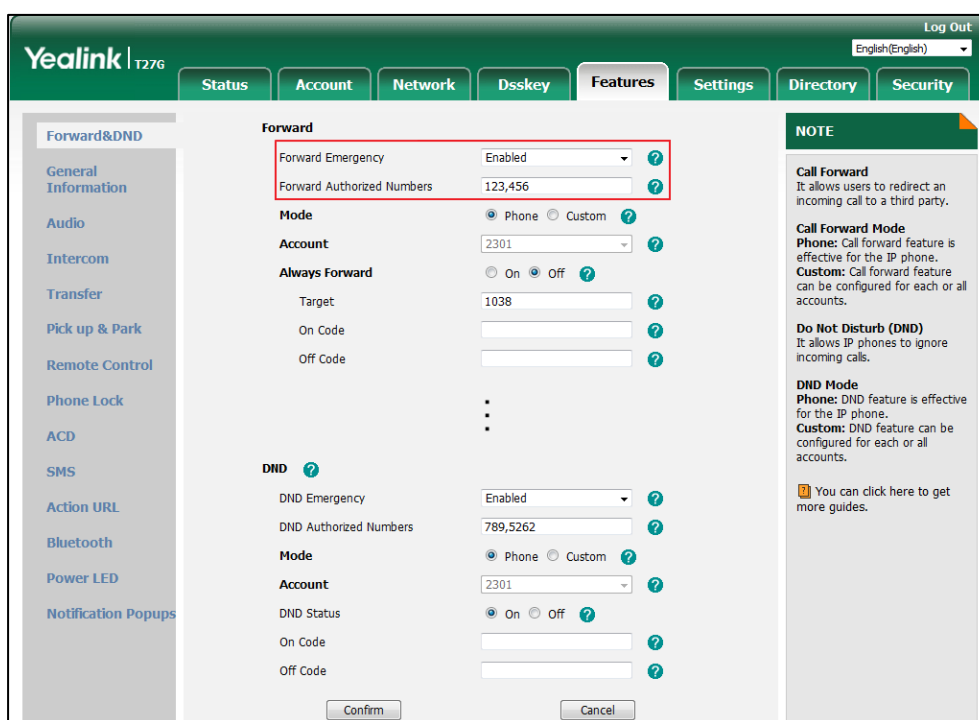 Log Out
Yealink | T27G
English(English)
Status Account Network Dsskey Features Settings Directory Security
Forward&DND
General
Information
Audio
Intercom
Transfer
Pick up & Park
Remote Control
Phone Lock
ACD
SMS
Action URL
Bluetooth
Power LED
Notification Popups
Forward
Forward Emergency Enabled ?
Forward Authorized Numbers 123,456 ?
Mode Phone Custom ?
Account 2301 ?
Always Forward On Off ?
Target 1038 ?
On Code ?
Off Code ?
DND ?
DND Emergency Enabled ?
DND Authorized Numbers 789,5262 ?
Mode Phone Custom ?
Account 2301 ?
DND Status On Off ?
On Code ?
Off Code ?
Confirm Cancel
NOTE
Call Forward
It allows users to redirect an
incoming call to a third party.
Call Forward Mode
Phone: Call forward feature is
effective for the IP phone.
Custom: Call forward feature
can be configured for each or all
accounts.
Do Not Disturb (DND)
It allows IP phones to ignore
incoming calls.
DND Mode
Phone: DND feature is effective
for the IP phone.
Custom: DND feature can be
configured for each or all
accounts.
? You can click here to get
more guides.